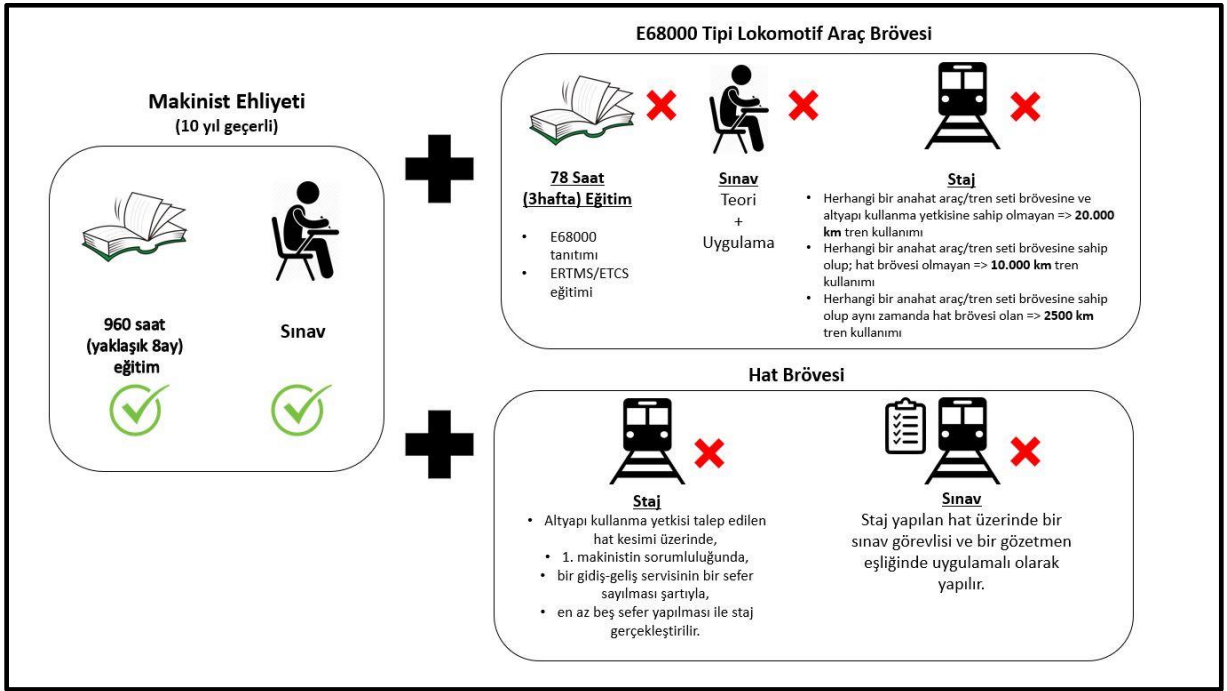 E68000 Tipi Lokomotif Araç Brövesi
Makinist Ehliyeti
(10 yıl geçerli)
960 saat
(yaklaşık 8ay)
eğitim
Sınav
78 Saat
(3hafta) Eğitim
• E68000
tanıtımı
• ERTMS/ETCS
eğitimi
Sınav
Teori
+
Uygulama
Staj
• Herhangi bir anahat araç/tren seti brövesine ve
altyapı kullanma yetkisine sahip olmayan => 20.000
km tren kullanımı
• Herhangi bir anahat araç/tren seti brövesine sahip
olup; hat brövesi olmayan => 10.000 km tren
kullanımı
• Herhangi bir anahat araç/tren seti brövesine sahip
olup aynı zamanda hat brövesi olan => 2500 km
tren kullanımı
Hat Brövesi
Staj
• Altyapı kullanma yetkisi talep edilen
hat kesimi üzerinde,
• 1. makinistin sorumluluğunda,
• bir gidiş-geliş servisinin bir sefer
sayılması şartıyla,
• en az beş sefer yapılması ile staj
gerçekleştirilir.
Sınav
Staj yapılan hat üzerinde bir
sınav görevlisi ve bir gözetmen
eşliğinde uygulamalı olarak
yapılır.